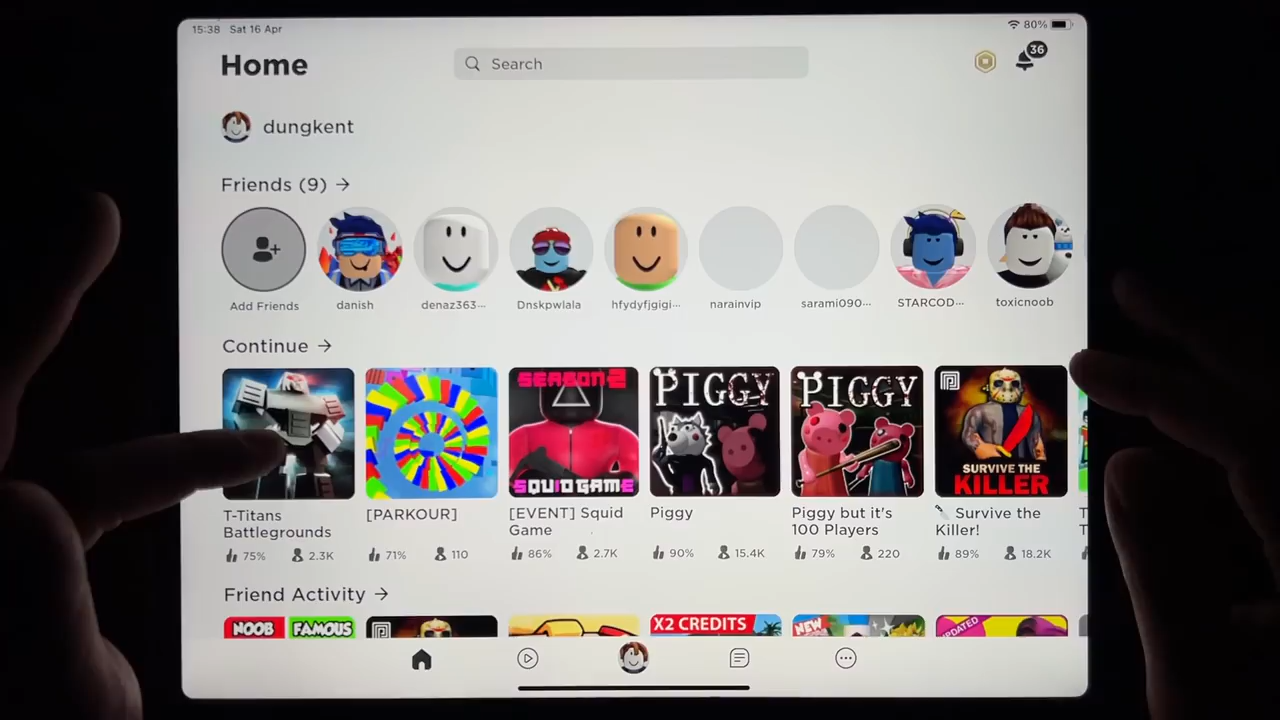 15:38 Sat 16 Apr
80%
Home
Search
36
dungkent
Friends (9) →
Add Friends
danish
denaz363...
Dnskpwlala
hfydyfjgigi...
narainvip
sarami090...
STARCOD...
toxicnoob
Continue →
SEASON 2
SQUID GAME
PIGGY
PIGGY
SURVIVE THE
KILLER!
T-Titans
Battlegrounds
[PARKOUR]
[EVENT] Squid
Game
Piggy
Piggy but it's
100 Players
Survive the
Killer!
75% 2.3K
71% 110
86% 2.7K
90% 15.4K
79% 220
89% 18.2K
Friend Activity →
NOOB FAMOUS
X2 CREDITS
NEW
UPDATED